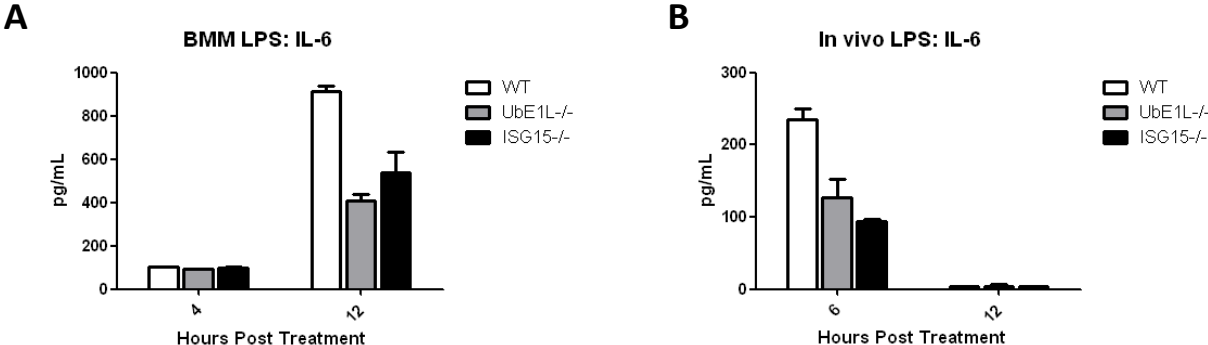 A
BMM LPS: IL-6
1000
800
600
400
200
0
pg/mL
4
12
Hours Post Treatment
WT
UbE1L-/-
ISG15-/-
B
In vivo LPS: IL-6
300
200
100
0
pg/mL
6
12
Hours Post Treatment
WT
UbE1L-/-
ISG15-/-